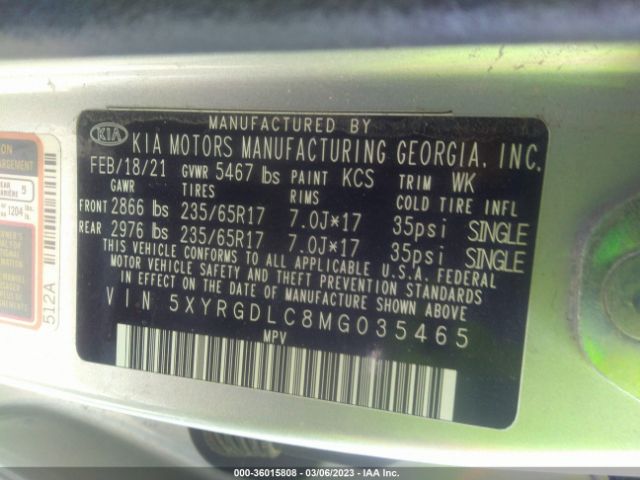 MANUFACTURED BY
KIA KIA MOTORS MANUFACTURING GEORGIA, INC.
FEB/18/21 GVWR 5467 lbs PAINT KCS TRIM WK
GAWR TIRES RIMS COLD TIRE INFL
FRONT 2866 lbs 235/65R17 7.0J*17 35psi SINGLE
REAR 2976 lbs 235/65R17 7.0J*17 35psi SINGLE
THIS VEHICLE CONFORMS TO ALL APPLICABLE U.S.A. FEDERAL
MOTOR VEHICLE SAFETY AND THEFT PREVENTION STANDARDS
IN EFFECT ON THE DATE OF MANUFACTURE SHOWN ABOVE
VIN 5XYRGDLC8MG035465
MPV
512A
000-36015808 - 03/06/2023 - IAA Inc.